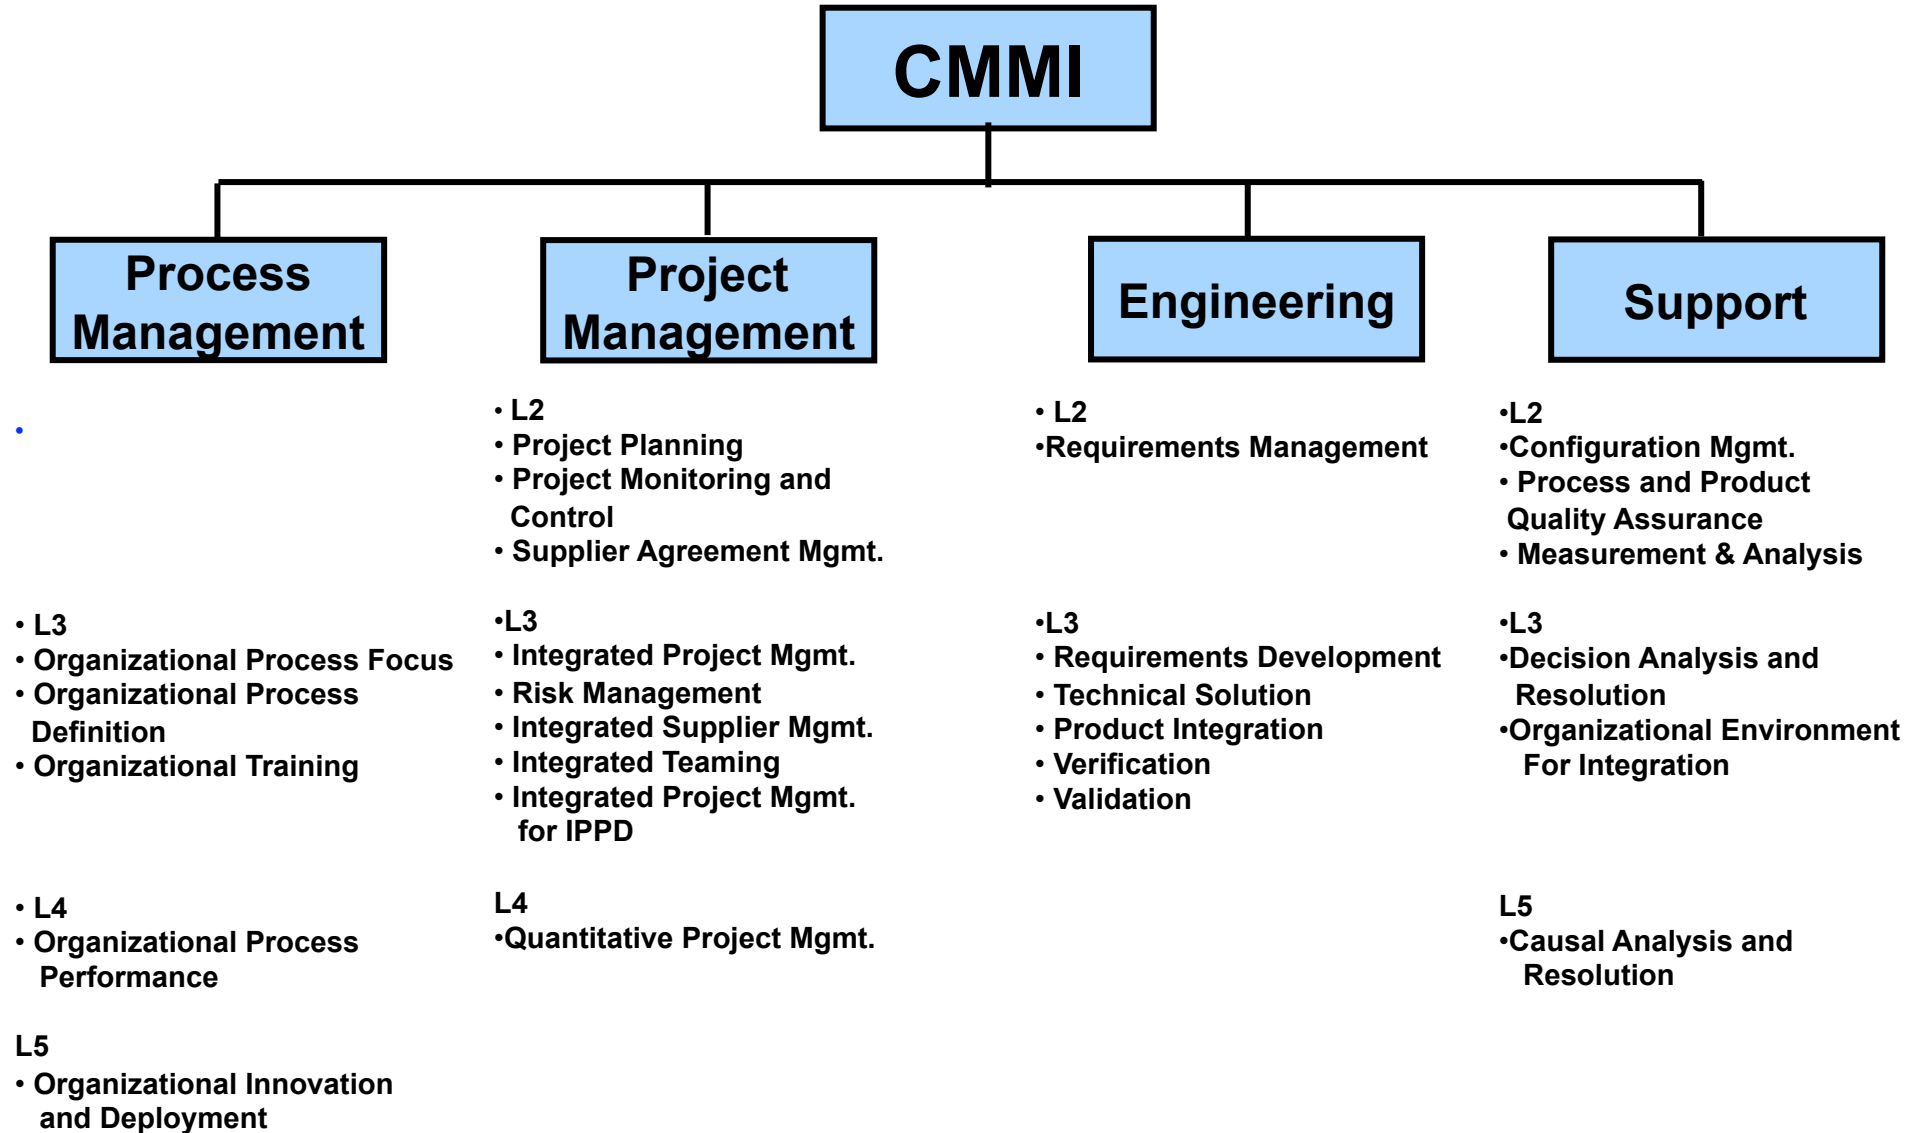 CMMI
Process
Management
Project
Management
Engineering
Support
•
• L3
• Organizational Process Focus
• Organizational Process
Definition
• Organizational Training
• L4
• Organizational Process
Performance
L5
• Organizational Innovation
and Deployment
• L2
• Project Planning
• Project Monitoring and
Control
• Supplier Agreement Mgmt.
•L3
• Integrated Project Mgmt.
• Risk Management
• Integrated Supplier Mgmt.
• Integrated Teaming
• Integrated Project Mgmt.
for IPPD
L4
•Quantitative Project Mgmt.
• L2
•Requirements Management
•L3
• Requirements Development
• Technical Solution
• Product Integration
• Verification
• Validation
•L2
•Configuration Mgmt.
• Process and Product
Quality Assurance
• Measurement & Analysis
•L3
•Decision Analysis and
Resolution
•Organizational Environment
For Integration
L5
•Causal Analysis and
Resolution